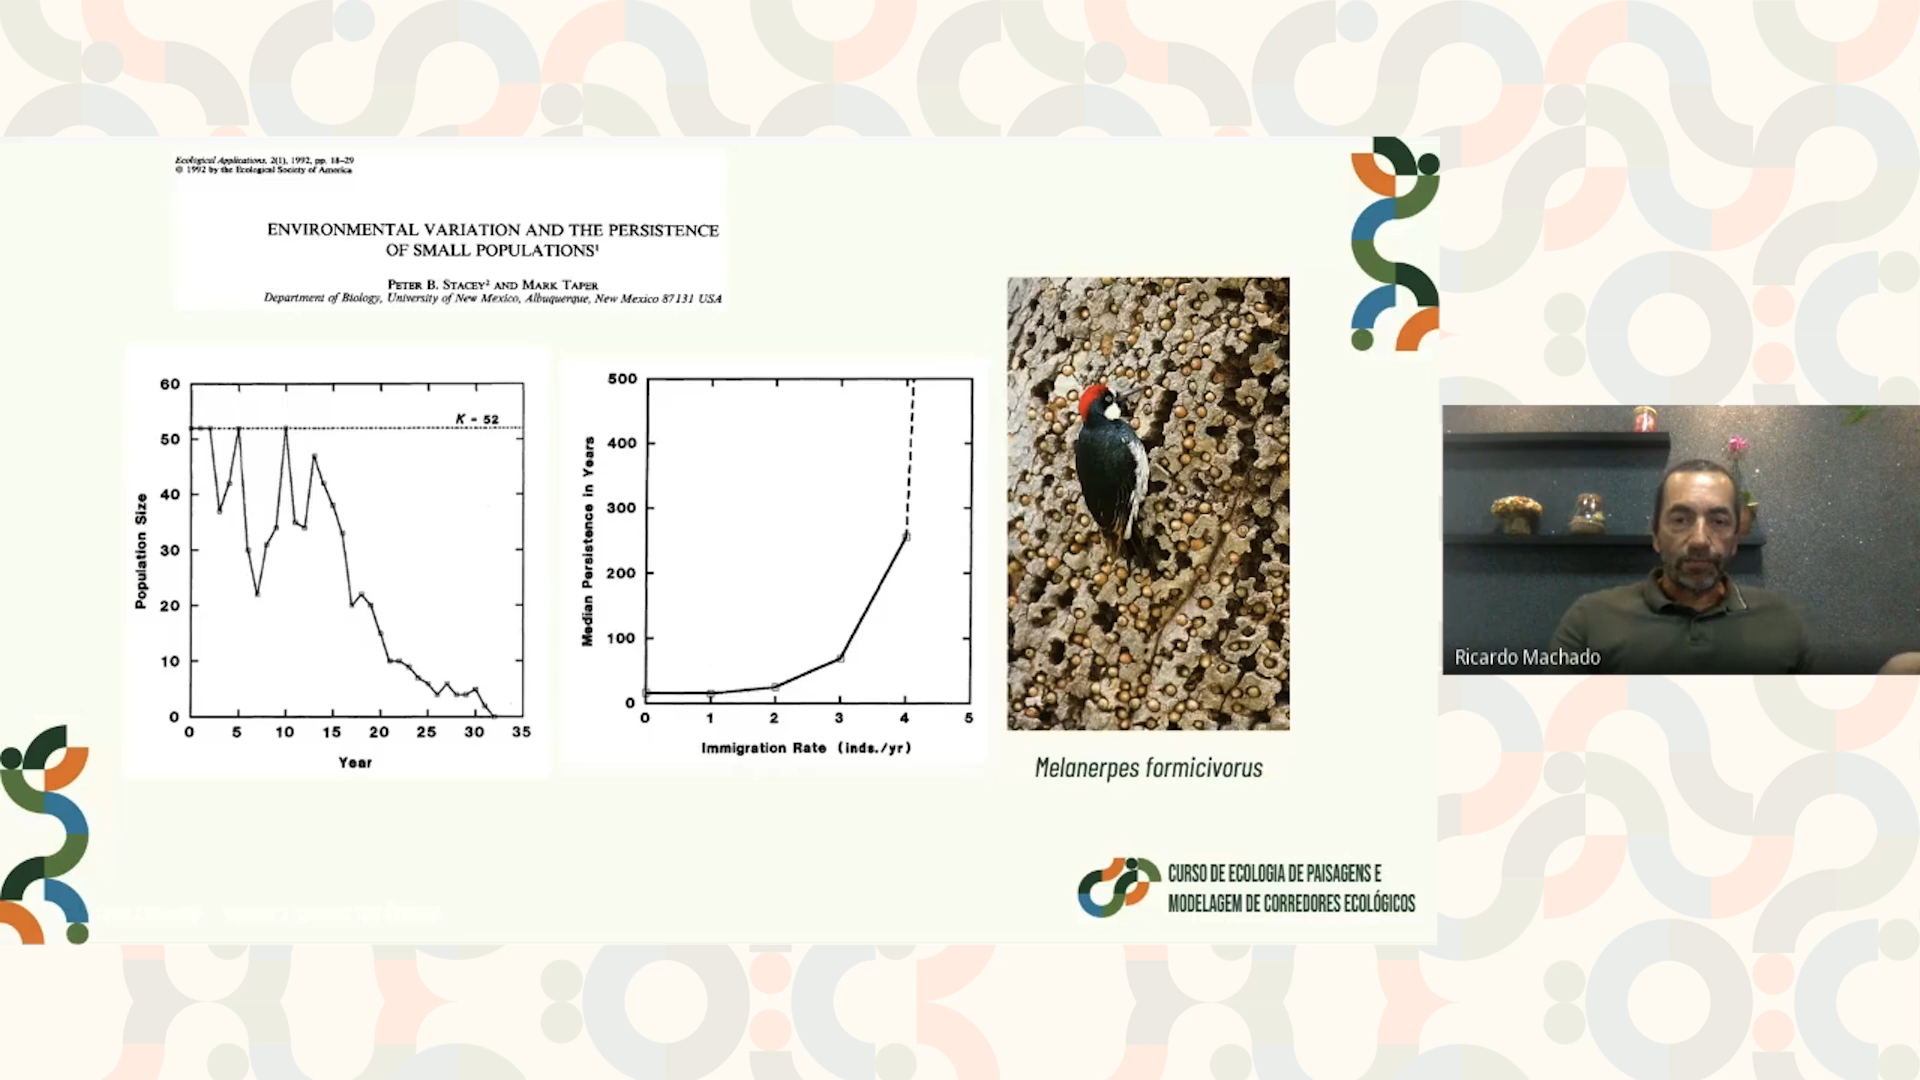 Ecological Applications, 2(1), 1992, pp. 18–29
© 1992 by the Ecological Society of America
ENVIRONMENTAL VARIATION AND THE PERSISTENCE
OF SMALL POPULATIONS¹
PETER B. STACEY² AND MARK TAPER
Department of Biology, University of New Mexico, Albuquerque, New Mexico 87131 USA
60
50
40
30
20
10
0
Population Size
K = 52
0 5 10 15 20 25 30 35
Year
500
400
300
200
100
0
Median Persistence in Years
0 1 2 3 4 5
Immigration Rate (inds./yr)
Melanerpes formicivorus
Ricardo Machado
CURSO DE ECOLOGIA DE PAISAGENS E
MODELAGEM DE CORREDORES ECOLÓGICOS